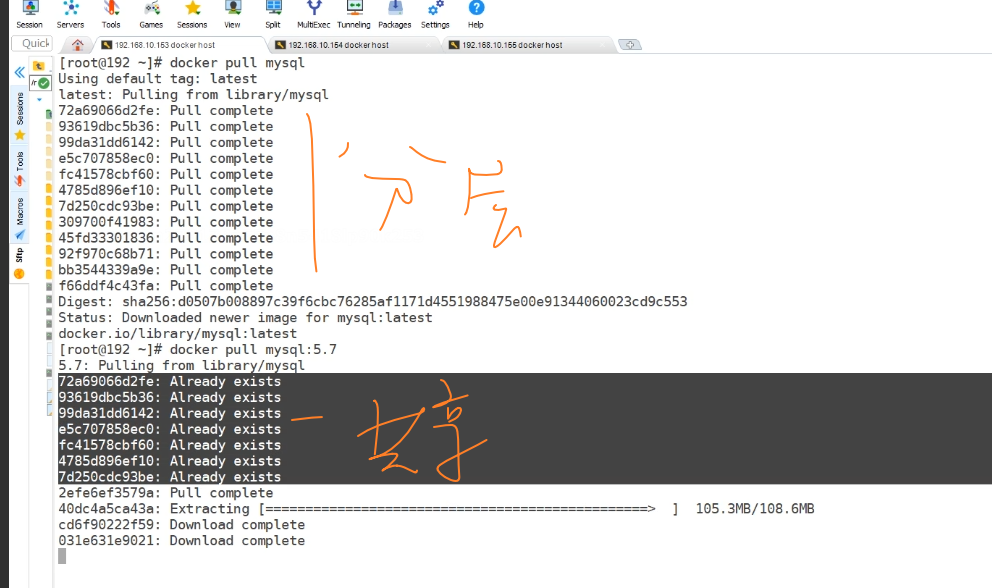 Session Servers Tools Games Sessions View Split MultiExec Tunneling Packages Settings Help
Quick
192.168.10.153 docker host
192.168.10.154 docker host
192.168.10.155 docker host
Sessions
Tools
Macros
Sftp
[root@192 ~]# docker pull mysql
Using default tag: latest
latest: Pulling from library/mysql
72a69066d2fe: Pull complete
93619dbc5b36: Pull complete
99da31dd6142: Pull complete
e5c707858ec0: Pull complete
fc41578cbf60: Pull complete
4785d896ef10: Pull complete
7d250cdc93be: Pull complete
309700f41983: Pull complete
45fd33301836: Pull complete
92f970c68b71: Pull complete
bb3544339a9e: Pull complete
f66ddf4c43fa: Pull complete
Digest: sha256:d0507b008897c39f6cbc76285af1171d4551988475e00e91344060023cd9c553
Status: Downloaded newer image for mysql:latest
docker.io/library/mysql:latest
[root@192 ~]# docker pull mysql:5.7
5.7: Pulling from library/mysql
72a69066d2fe: Already exists
93619dbc5b36: Already exists
99da31dd6142: Already exists
e5c707858ec0: Already exists
fc41578cbf60: Already exists
4785d896ef10: Already exists
7d250cdc93be: Already exists
2efe6ef3579a: Pull complete
40dc4a5ca43a: Extracting [================================================> ] 105.3MB/108.6MB
cd6f90222f59: Download complete
031e631e9021: Download complete